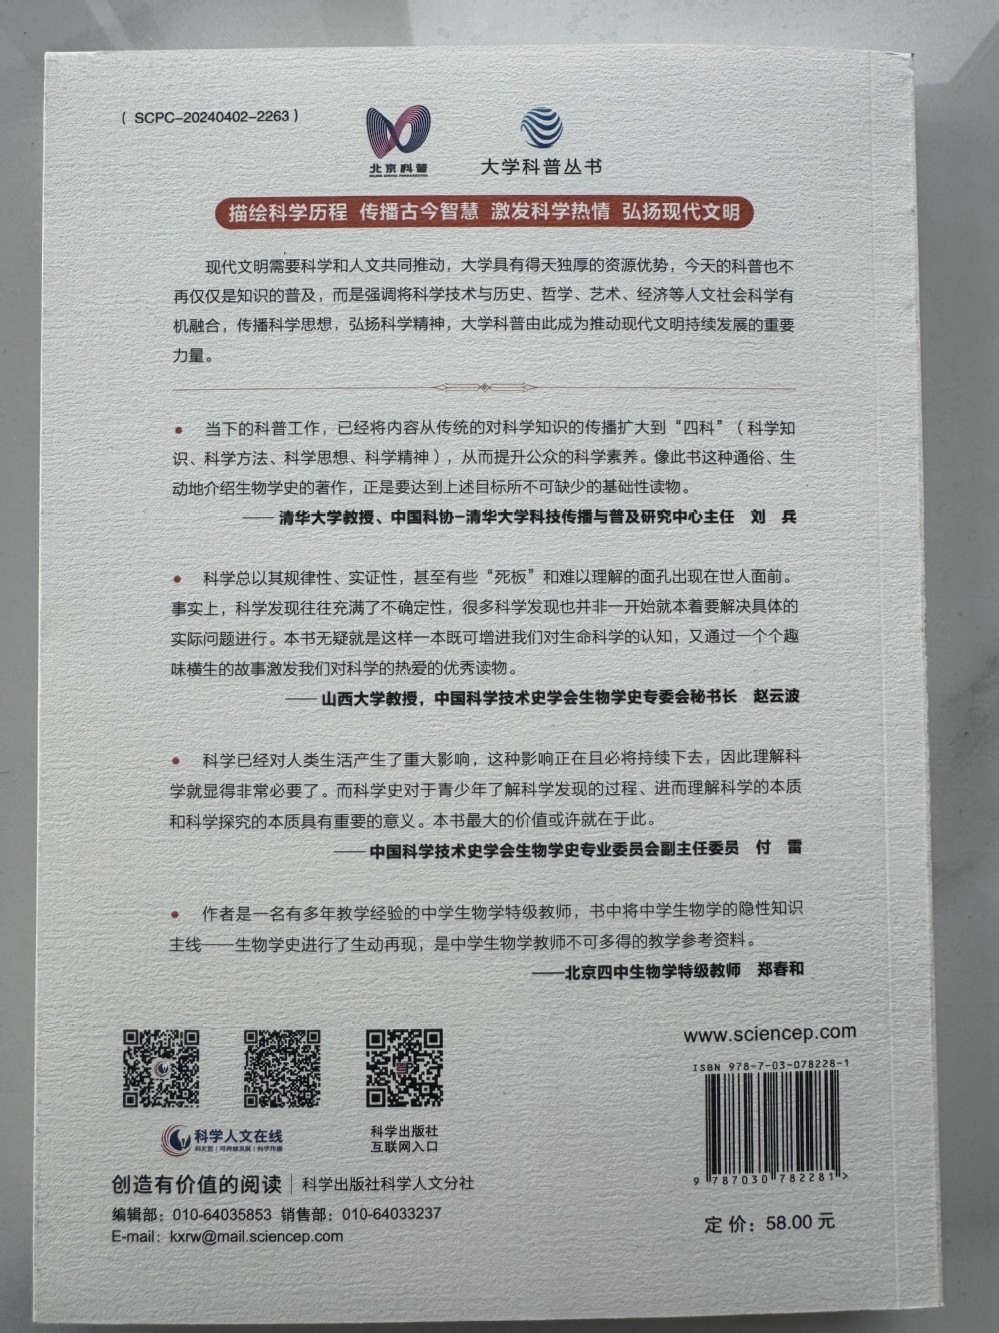 ( SCPC-20240402-2263 )
北京科普
大学科普丛书
描绘科学历程 传播古今智慧 激发科学热情 弘扬现代文明
现代文明需要科学和人文共同推动，大学具有得天独厚的资源优势，今天的科普也不
再仅仅是知识的普及，而是强调将科学技术与历史、哲学、艺术、经济等人文社会科学有
机融合，传播科学思想，弘扬科学精神，大学科普由此成为推动现代文明持续发展的重要
力量。
• 当下的科普工作，已经将内容从传统的对科学知识的传播扩大到“四科”（科学知
识、科学方法、科学思想、科学精神），从而提升公众的科学素养。像此书这种通俗、生
动地介绍生物学史的著作，正是要达到上述目标所不可缺少的基础性读物。
—— 清华大学教授、中国科协-清华大学科技传播与普及研究中心主任 刘 兵
• 科学总以其规律性、实证性，甚至有些“死板”和难以理解的面孔出现在世人面前。
事实上，科学发现往往充满了不确定性，很多科学发现也并非一开始就本着要解决具体的
实际问题进行。本书无疑就是这样一本既可增进我们对生命科学的认知，又通过一个个趣
味横生的故事激发我们对科学的热爱的优秀读物。
—— 山西大学教授，中国科学技术史学会生物学史专委会秘书长 赵云波
• 科学已经对人类生活产生了重大影响，这种影响正在且必将持续下去，因此理解科
学就显得非常必要了。而科学史对于青少年了解科学发现的过程、进而理解科学的本质
和科学探究的本质具有重要的意义。本书最大的价值或许就在于此。
—— 中国科学技术史学会生物学史专业委员会副主任委员 付 雷
• 作者是一名有多年教学经验的中学生物学特级教师，书中将中学生物学的隐性知识
主线——生物学史进行了生动再现，是中学生物学教师不可多得的教学参考资料。
——北京四中生物学特级教师 郑春和
www.sciencep.com
ISBN 978-7-03-078228-1
9 787030 782281 >
定 价：58.00 元
科学人文在线
科学出版社
互联网入口
创造有价值的阅读 | 科学出版社科学人文分社
编辑部：010-64035853 销售部：010-64033237
E-mail：kxrw@mail.sciencep.com